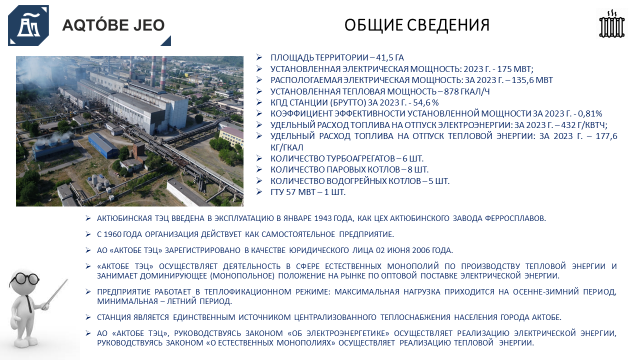 AQTÓBE JEO
ОБЩИЕ СВЕДЕНИЯ
ПЛОЩАДЬ ТЕРРИТОРИИ – 41,5 ГА
УСТАНОВЛЕННАЯ ЭЛЕКТРИЧЕСКАЯ МОЩНОСТЬ: 2023 Г. - 175 МВТ;
РАСПОЛОГАЕМАЯ ЭЛЕКТРИЧЕСКАЯ МОЩНОСТЬ: ЗА 2023 Г. – 135,6 МВТ
УСТАНОВЛЕННАЯ ТЕПЛОВАЯ МОЩНОСТЬ – 878 ГКАЛ/Ч
КПД СТАНЦИИ (БРУТТО) ЗА 2023 Г. - 54,6 %
КОЭФФИЦИЕНТ ЭФФЕКТИВНОСТИ УСТАНОВЛЕННОЙ МОЩНОСТИ ЗА 2023 Г. - 0,81%
УДЕЛЬНЫЙ РАСХОД ТОПЛИВА НА ОТПУСК ЭЛЕКТРОЭНЕРГИИ: ЗА 2023 Г. – 432 Г/КВТЧ;
УДЕЛЬНЫЙ РАСХОД ТОПЛИВА НА ОТПУСК ТЕПЛОВОЙ ЭНЕРГИИ: ЗА 2023 Г. – 177,6
КГ/ГКАЛ
КОЛИЧЕСТВО ТУРБОАГРЕГАТОВ – 6 ШТ.
КОЛИЧЕСТВО ПАРОВЫХ КОТЛОВ – 8 ШТ.
КОЛИЧЕСТВО ВОДОГРЕЙНЫХ КОТЛОВ – 5 ШТ.
ГТУ 57 МВТ – 1 ШТ.
АКТЮБИНСКАЯ ТЭЦ ВВЕДЕНА В ЭКСПЛУАТАЦИЮ В ЯНВАРЕ 1943 ГОДА, КАК ЦЕХ АКТЮБИНСКОГО ЗАВОДА ФЕРРОСПЛАВОВ.
С 1960 ГОДА ОРГАНИЗАЦИЯ ДЕЙСТВУЕТ КАК САМОСТОЯТЕЛЬНОЕ ПРЕДПРИЯТИЕ.
АО «АКТОБЕ ТЭЦ» ЗАРЕГИСТРИРОВАНО В КАЧЕСТВЕ ЮРИДИЧЕСКОГО ЛИЦА 02 ИЮНЯ 2006 ГОДА.
«АКТОБЕ ТЭЦ» ОСУЩЕСТВЛЯЕТ ДЕЯТЕЛЬНОСТЬ В СФЕРЕ ЕСТЕСТВЕННЫХ МОНОПОЛИЙ ПО ПРОИЗВОДСТВУ ТЕПЛОВОЙ ЭНЕРГИИ И
ЗАНИМАЕТ ДОМИНИРУЮЩЕЕ (МОНОПОЛЬНОЕ) ПОЛОЖЕНИЕ НА РЫНКЕ ПО ОПТОВОЙ ПОСТАВКЕ ЭЛЕКТРИЧЕСКОЙ ЭНЕРГИИ.
ПРЕДПРИЯТИЕ РАБОТАЕТ В ТЕПЛОФИКАЦИОННОМ РЕЖИМЕ: МАКСИМАЛЬНАЯ НАГРУЗКА ПРИХОДИТСЯ НА ОСЕННЕ-ЗИМНИЙ ПЕРИОД,
МИНИМАЛЬНАЯ – ЛЕТНИЙ ПЕРИОД.
СТАНЦИЯ ЯВЛЯЕТСЯ ЕДИНСТВЕННЫМ ИСТОЧНИКОМ ЦЕНТРАЛИЗОВАННОГО ТЕПЛОСНАБЖЕНИЯ НАСЕЛЕНИЯ ГОРОДА АКТОБЕ.
АО «АКТОБЕ ТЭЦ», РУКОВОДСТВУЯСЬ ЗАКОНОМ «ОБ ЭЛЕКТРОЭНЕРГЕТИКЕ» ОСУЩЕСТВЛЯЕТ РЕАЛИЗАЦИЮ ЭЛЕКТРИЧЕСКОЙ ЭНЕРГИИ,
РУКОВОДСТВУЯСЬ ЗАКОНОМ «О ЕСТЕСТВЕННЫХ МОНОПОЛИЯХ» ОСУЩЕСТВЛЯЕТ РЕАЛИЗАЦИЮ ТЕПЛОВОЙ ЭНЕРГИИ.